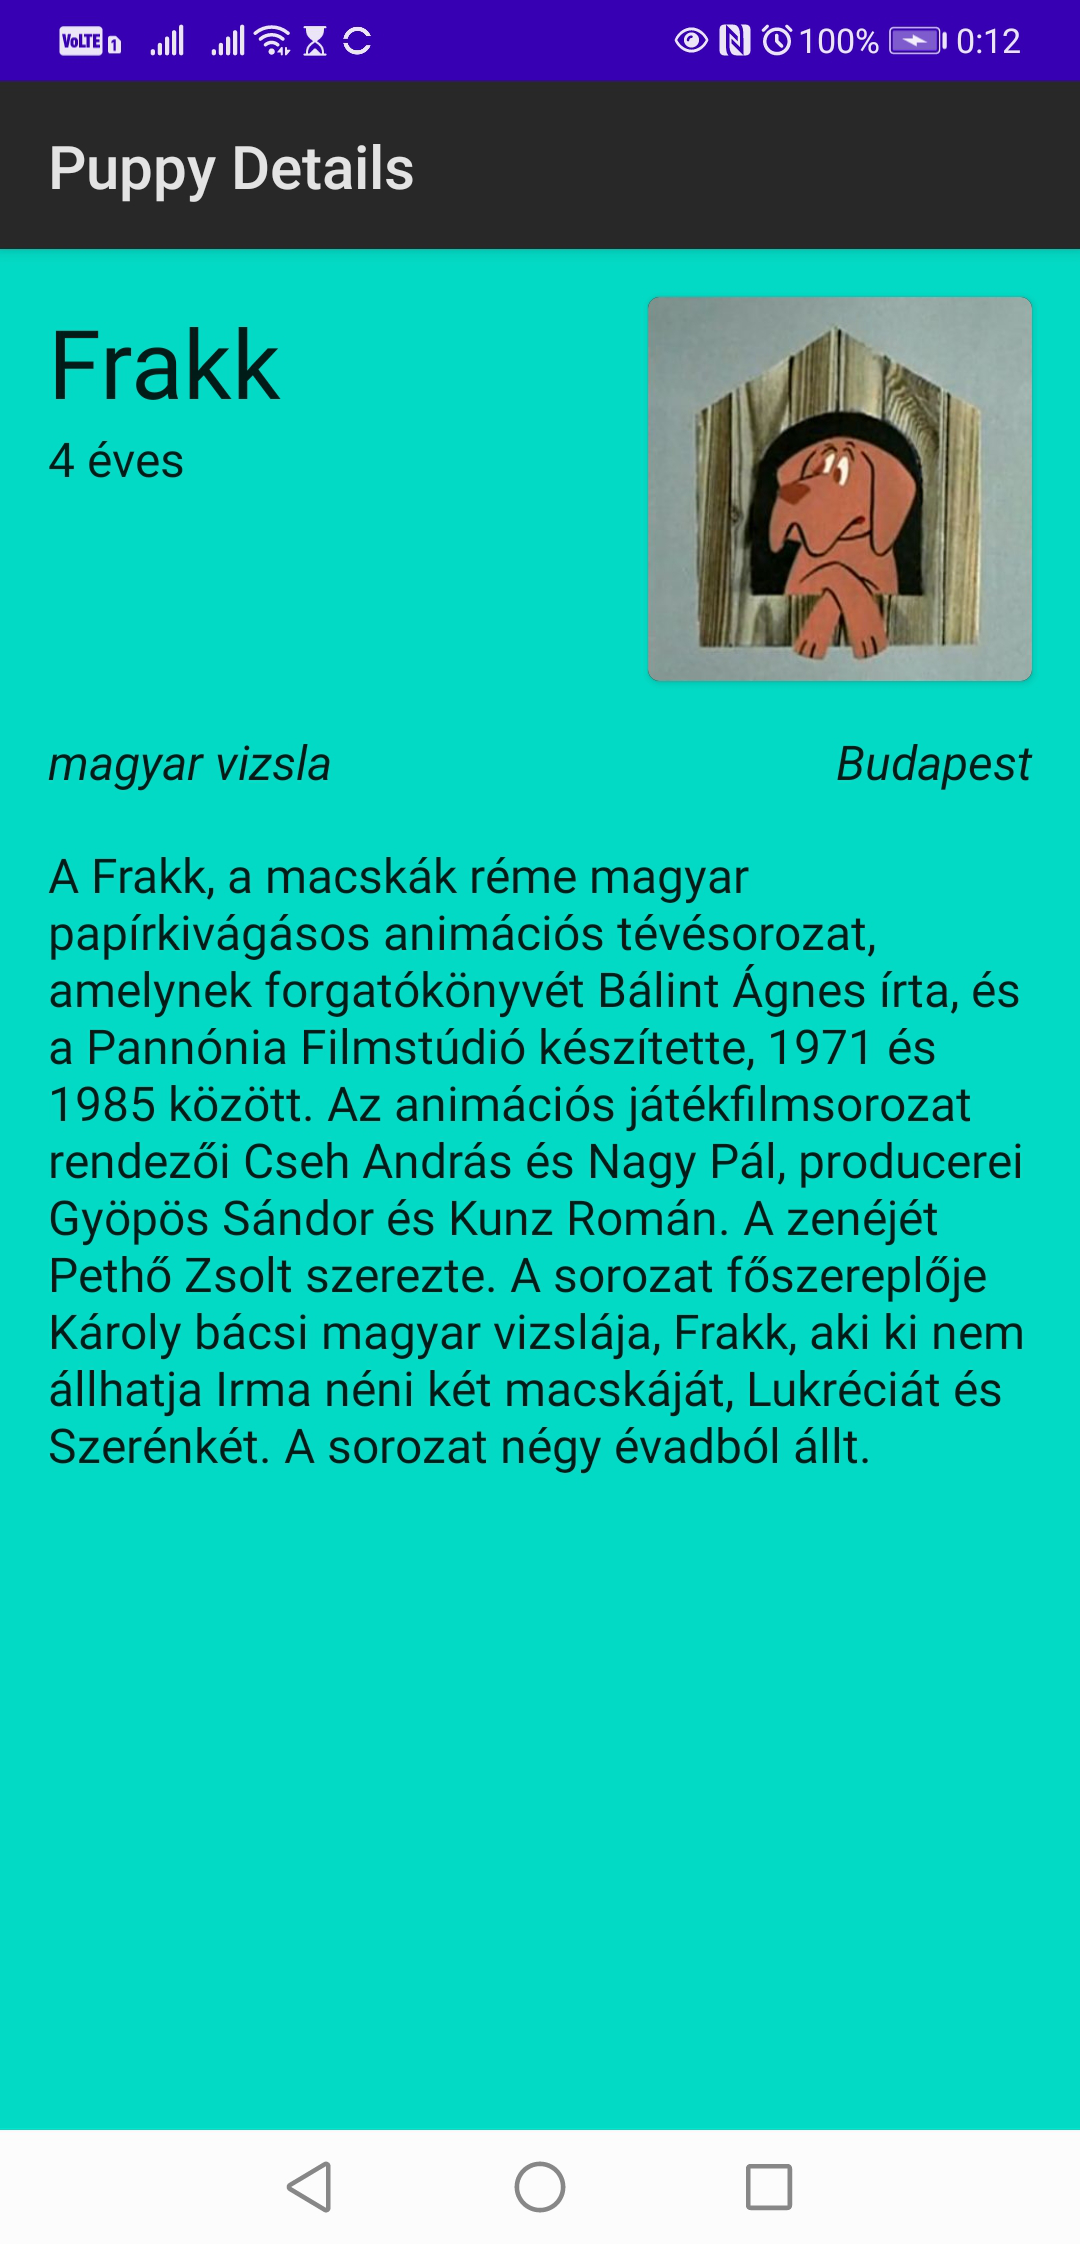 VoLTE 1 100% 0:12
Puppy Details
Frakk
4 éves
magyar vizsla
Budapest
A Frakk, a macskák réme magyar
papírkivágásos animációs tévésorozat,
amelynek forgatókönyvét Bálint Ágnes írta, és
a Pannónia Filmstúdió készítette, 1971 és
1985 között. Az animációs játékfilmsorozat
rendezői Cseh András és Nagy Pál, producerei
Gyöpös Sándor és Kunz Román. A zenéjét
Pethő Zsolt szerezte. A sorozat főszereplője
Károly bácsi magyar vizslája, Frakk, aki ki nem
állhatja Irma néni két macskáját, Lukréciát és
Szerénkét. A sorozat négy évadból állt.